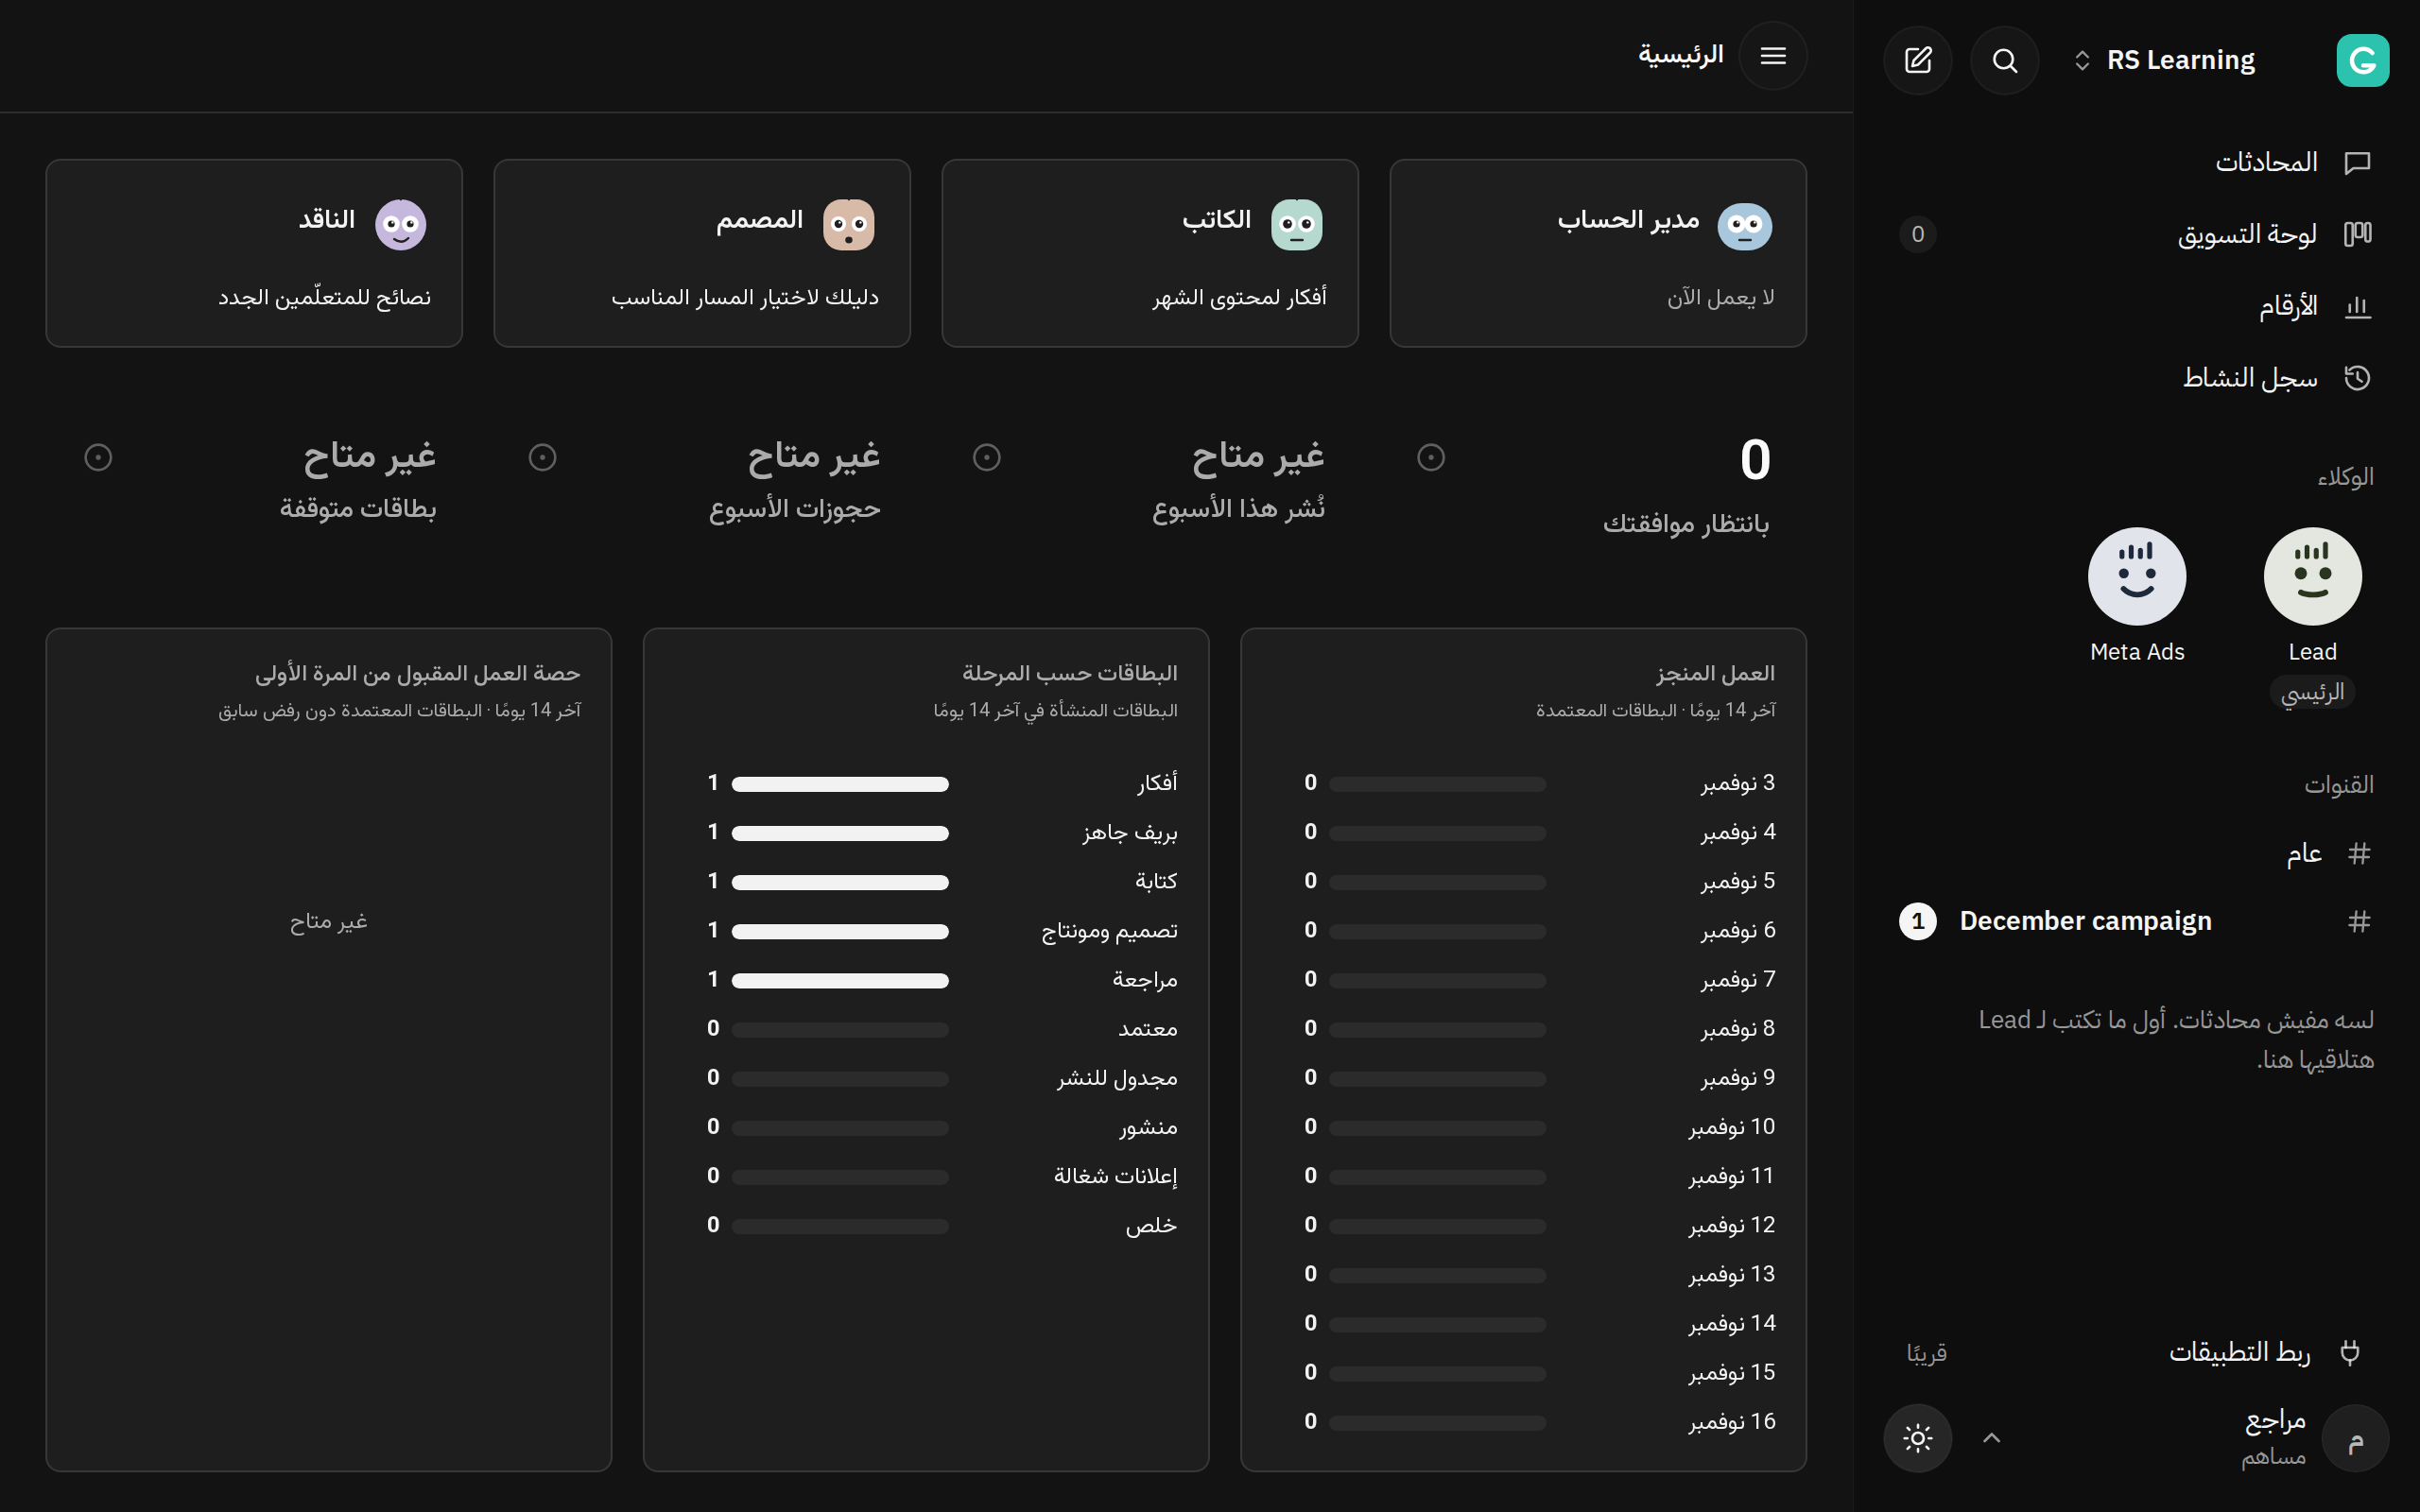 RS Learning
المحادثات
لوحة التسويق
0
الأرقام
سجل النشاط
الوكلاء
Lead
الرئيسي
Meta Ads
القنوات
عام
December campaign
1
لسه مفيش محادثات. أول ما تكتب لـ Lead
هتلاقيها هنا.
ربط التطبيقات
قريبًا
م
مراجع
مساهم
الرئيسية
مدير الحساب
لا يعمل الآن
الكاتب
أفكار لمحتوى الشهر
المصمم
دليلك لاختيار المسار المناسب
الناقد
نصائح للمتعلّمين الجدد
0
بانتظار موافقتك
غير متاح
نُشر هذا الأسبوع
غير متاح
حجوزات الأسبوع
غير متاح
بطاقات متوقفة
العمل المنجز
آخر 14 يومًا · البطاقات المعتمدة
3 نوفمبر 0
4 نوفمبر 0
5 نوفمبر 0
6 نوفمبر 0
7 نوفمبر 0
8 نوفمبر 0
9 نوفمبر 0
10 نوفمبر 0
11 نوفمبر 0
12 نوفمبر 0
13 نوفمبر 0
14 نوفمبر 0
15 نوفمبر 0
16 نوفمبر 0
البطاقات حسب المرحلة
البطاقات المنشأة في آخر 14 يومًا
أفكار 1
بريف جاهز 1
كتابة 1
تصميم ومونتاج 1
مراجعة 1
معتمد 0
مجدول للنشر 0
منشور 0
إعلانات شغالة 0
خلص 0
حصة العمل المقبول من المرة الأولى
آخر 14 يومًا · البطاقات المعتمدة دون رفض سابق
غير متاح